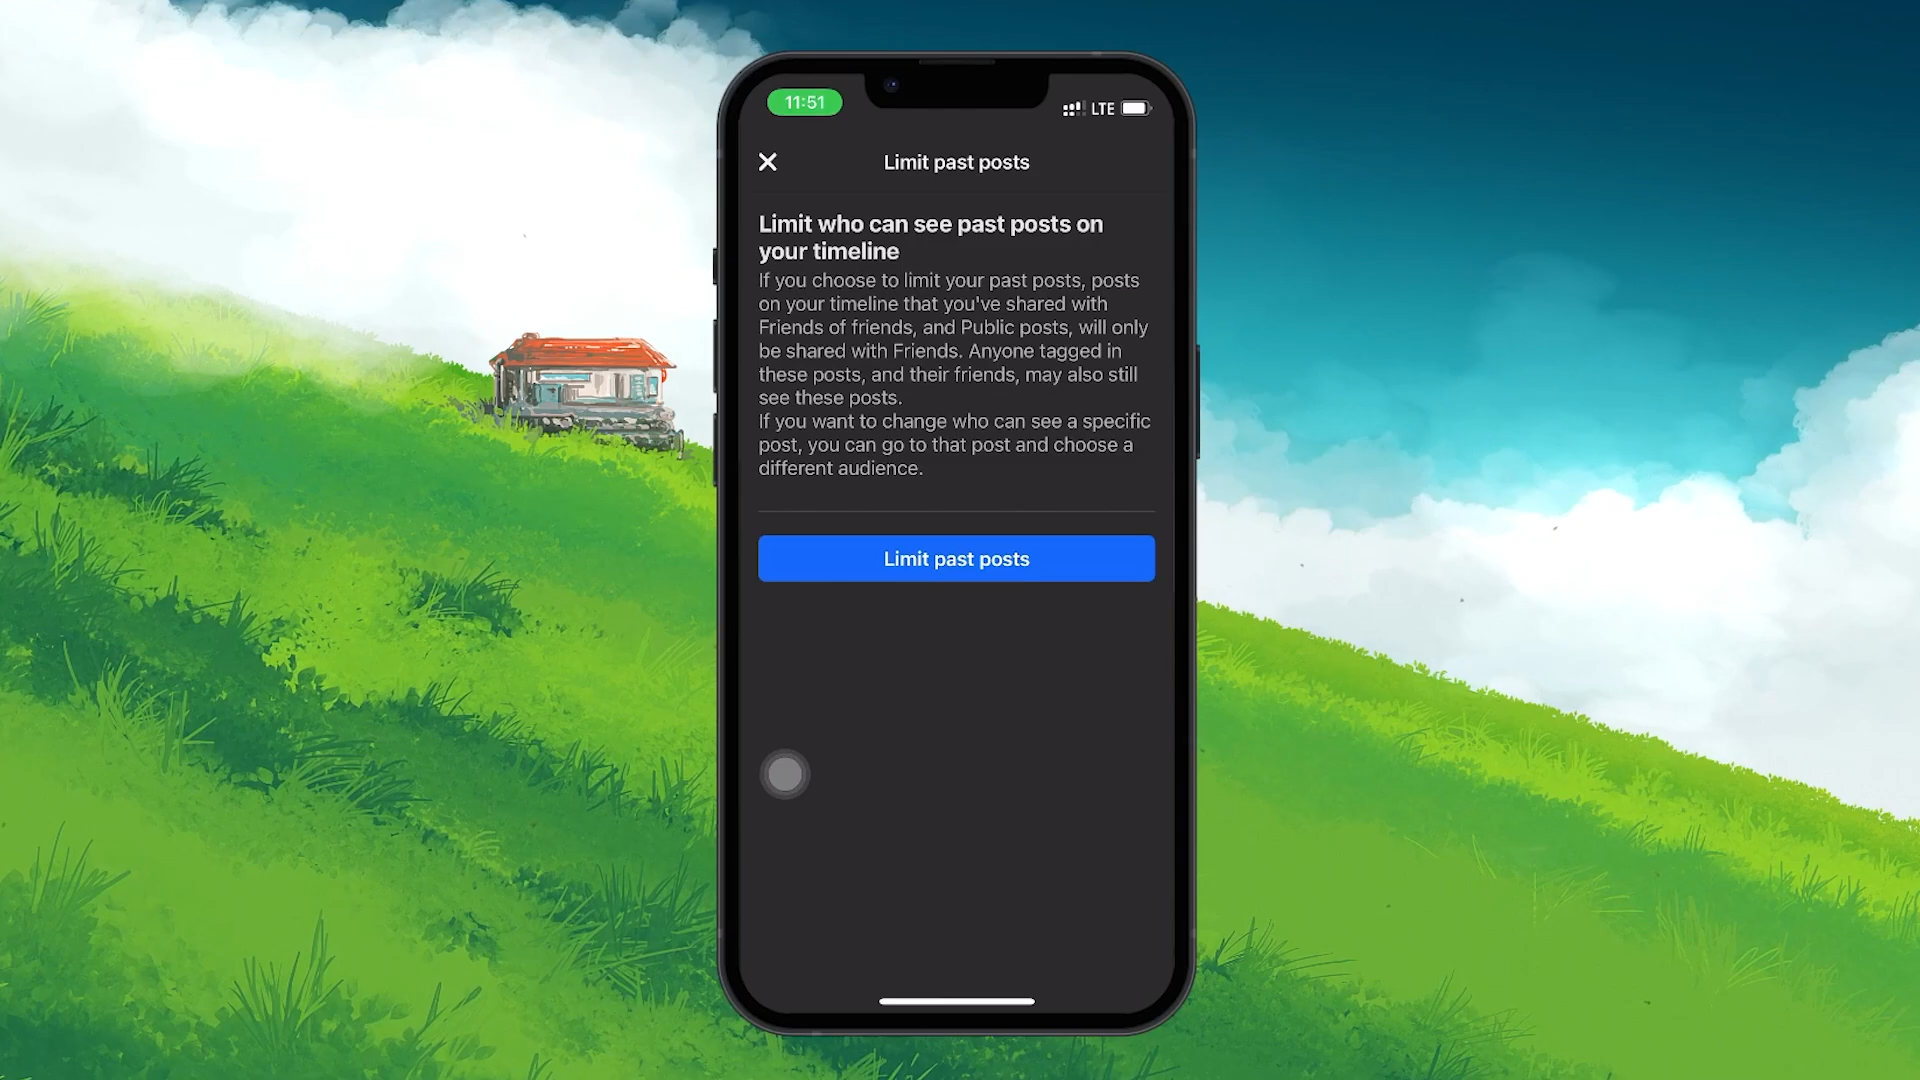 11:51
LTE
Limit past posts
Limit who can see past posts on
your timeline
If you choose to limit your past posts, posts
on your timeline that you've shared with
Friends of friends, and Public posts, will only
be shared with Friends. Anyone tagged in
these posts, and their friends, may also still
see these posts.
If you want to change who can see a specific
post, you can go to that post and choose a
different audience.
Limit past posts